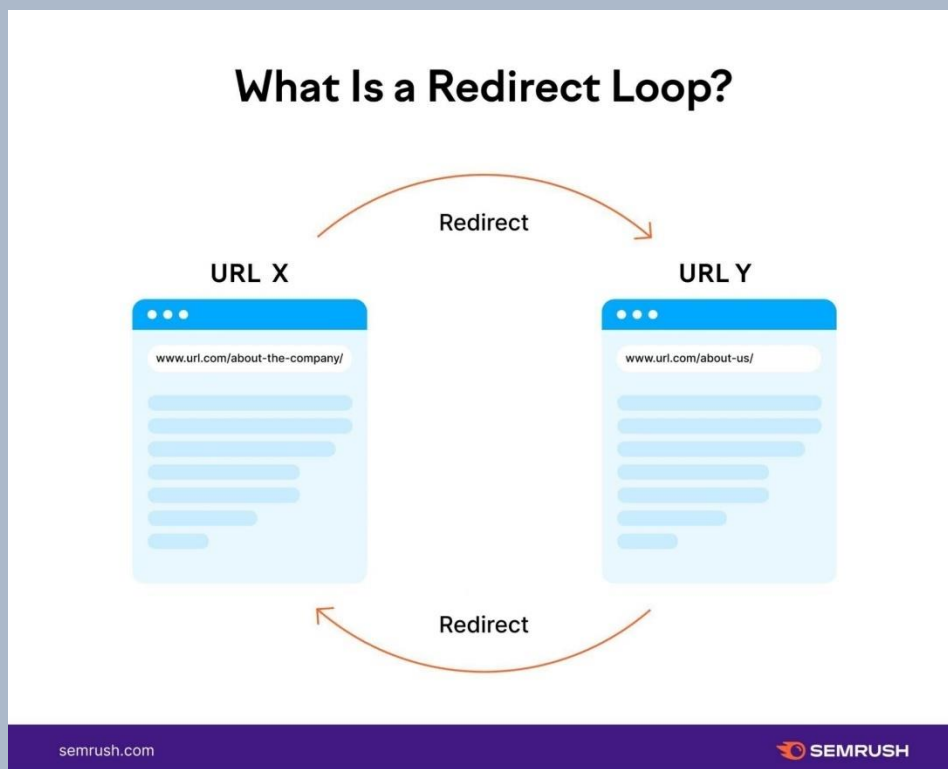 What Is a Redirect Loop?
Redirect
URL X
URL Y
www.url.com/about-the-company/
www.url.com/about-us/
Redirect
semrush.com
SEMRUSH